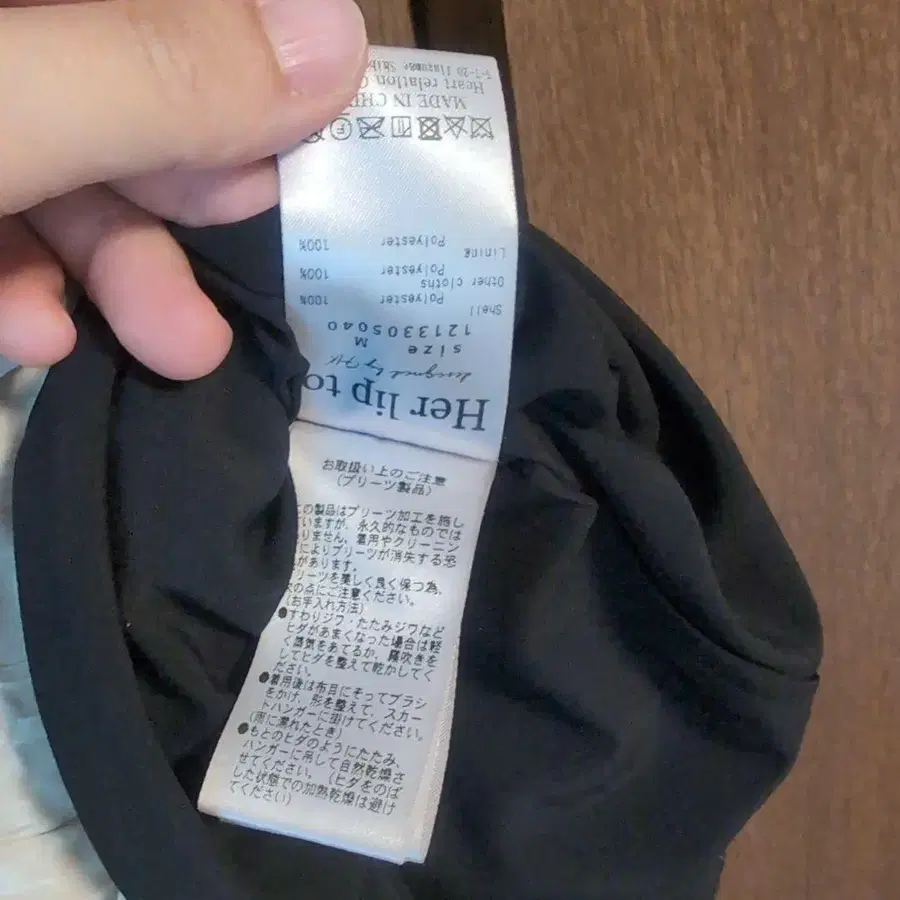 Her lip to
designed by HK
size M
1213305040
Shell
Polyester 100%
Other cloths
Polyester 100%
Lining
Polyester 100%
MADE IN CHI
Heart relation
お取扱い上のご注意
(プリーツ製品)
の製品はプリーツ加工を施し
ていますが、永久的なものでは
りません。着用やクリーニン
によりプリーツが消失する恐
があります。
リーツを美しく良く保つ為、
次の点にご注意ください。
(お手入れ方法)
●すわりジワ・たたみジワなど
ヒダがあまくなった場合は軽
く蒸気をあてるか、霧吹きを
してヒダを整えて乾かしてく
ださい。
●着用後は布目にそってブラシ
をかけ、形を整えて、スカー
トハンガーに掛けてください。
(雨に濡れたとき)
●もとのヒダのようにたたみ、
ハンガーに吊して自然乾燥さ
せてください。(ヒダをのば
した状態での加熱乾燥は避け
てください)